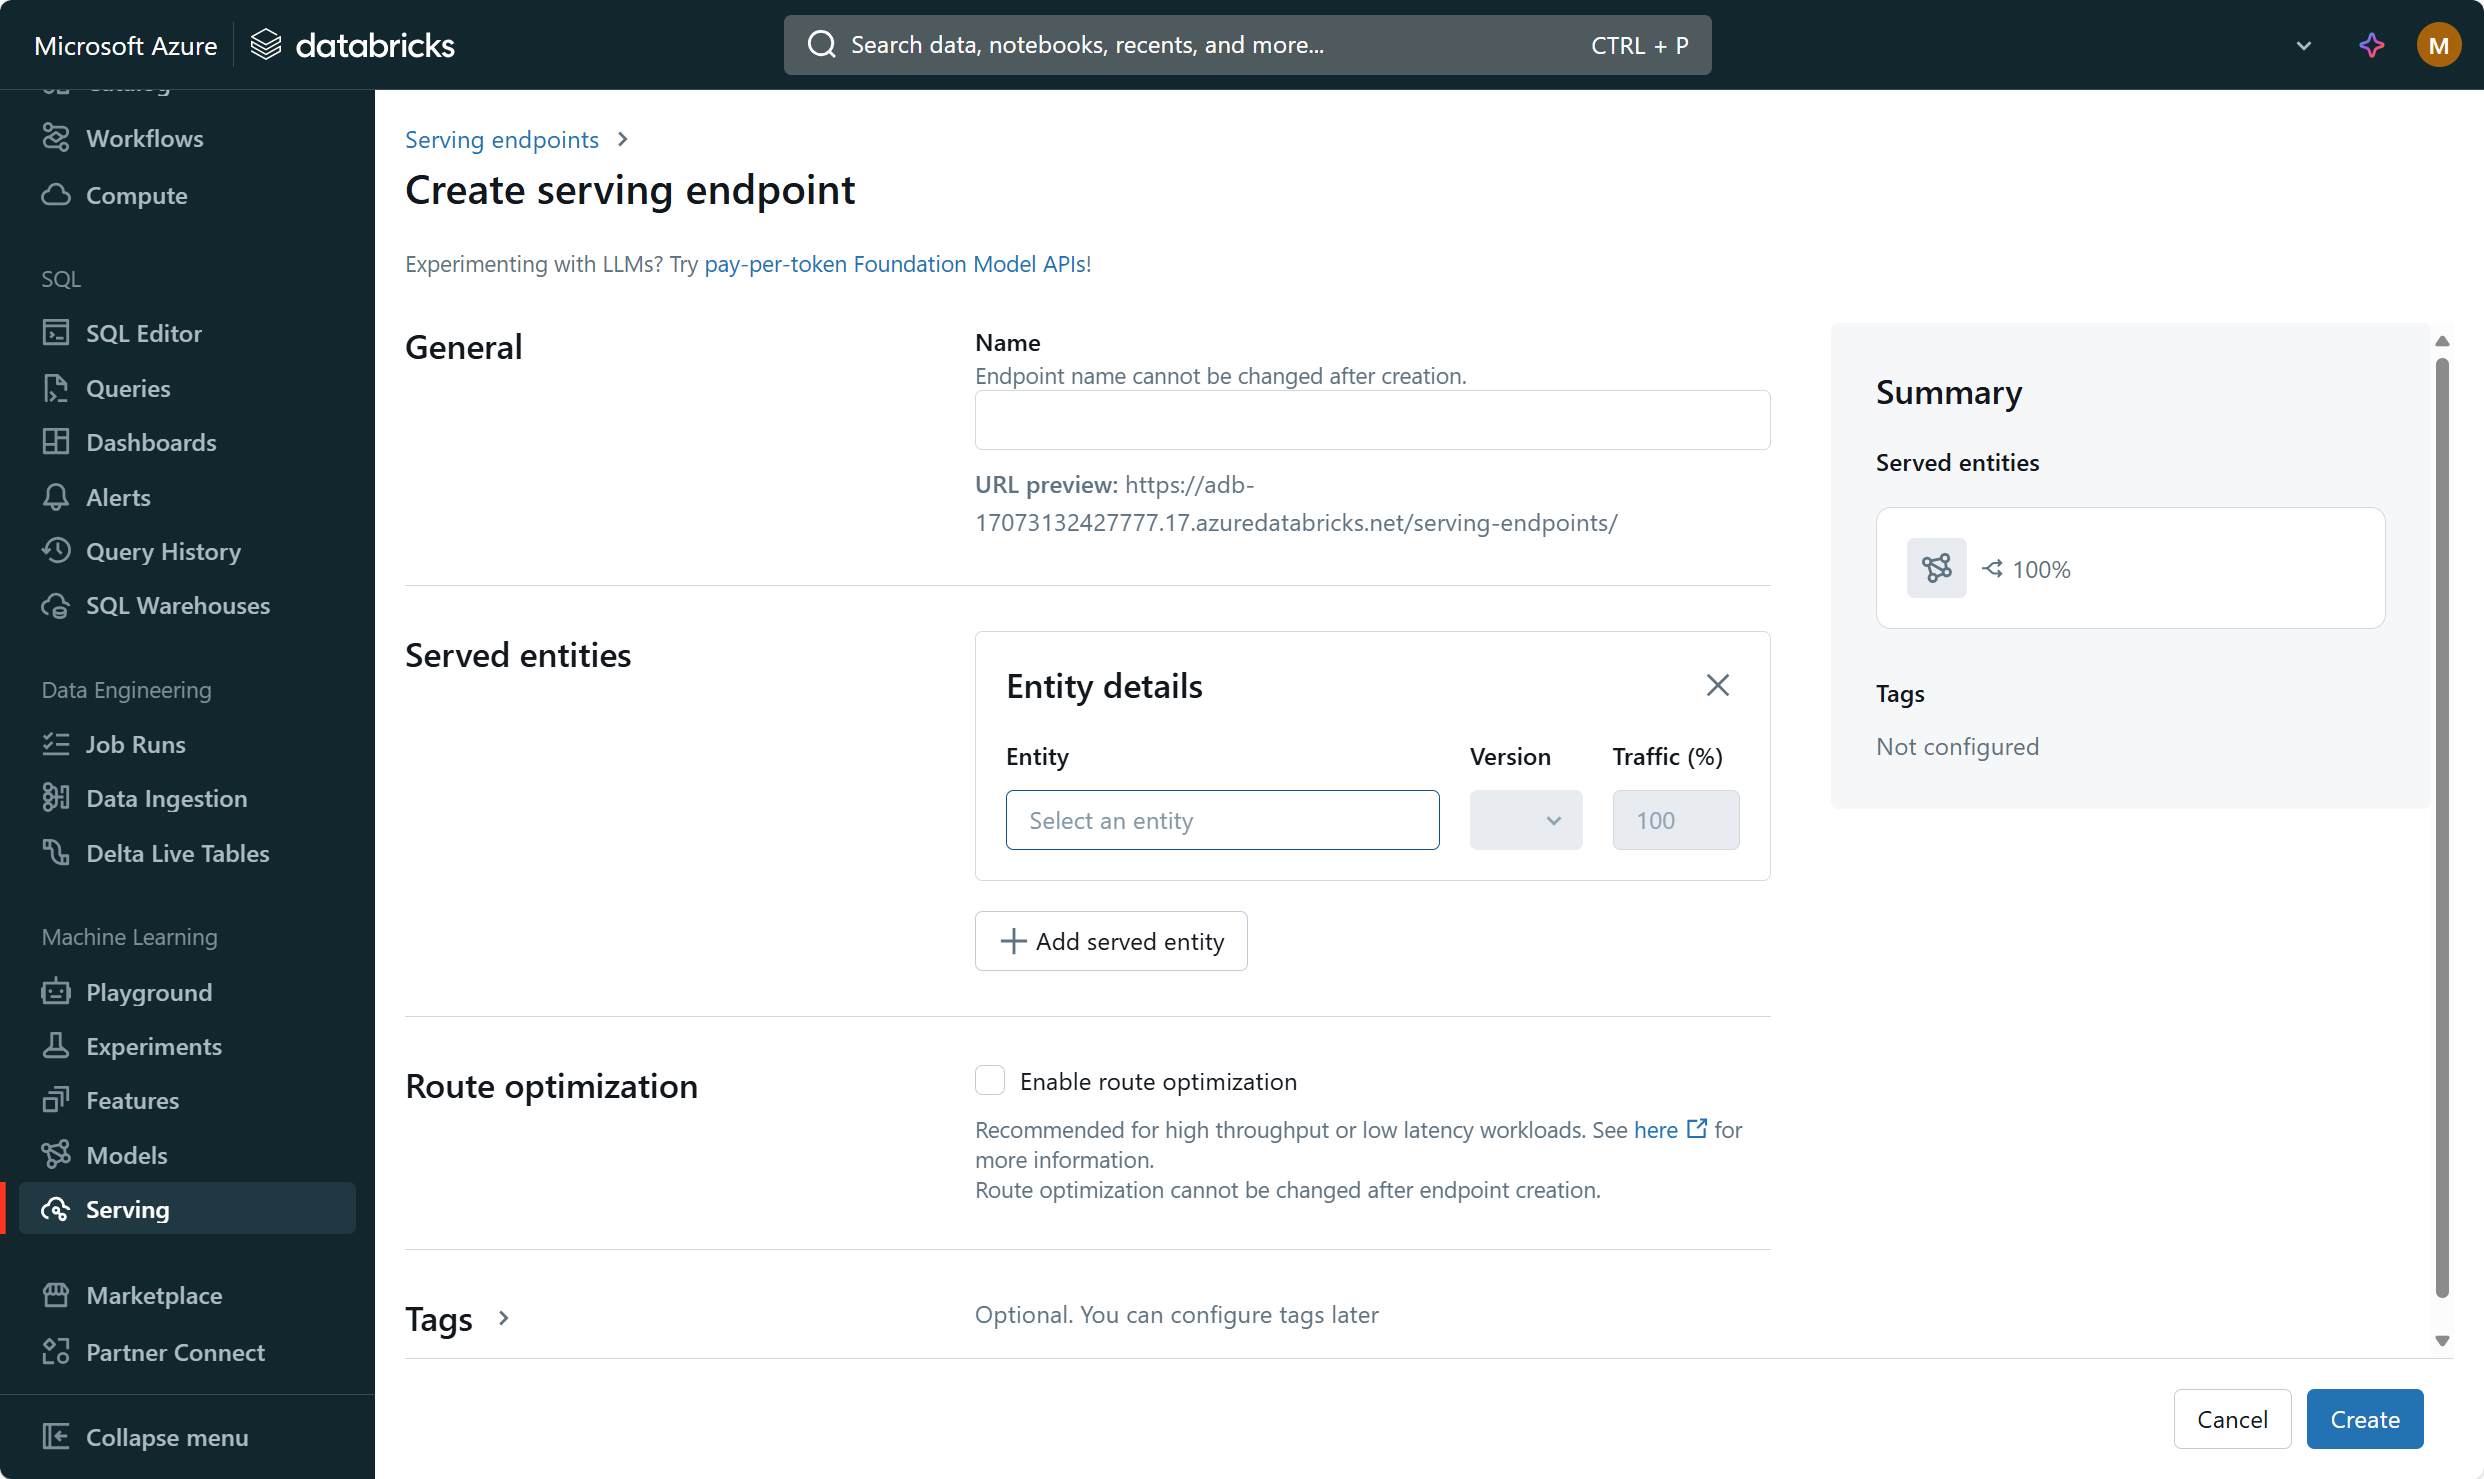 Microsoft Azure
databricks
Search data, notebooks, recents, and more...
CTRL + P
M
Catalog
Workflows
Compute
SQL
SQL Editor
Queries
Dashboards
Alerts
Query History
SQL Warehouses
Data Engineering
Job Runs
Data Ingestion
Delta Live Tables
Machine Learning
Playground
Experiments
Features
Models
Serving
Marketplace
Partner Connect
Collapse menu
Serving endpoints
Create serving endpoint
Experimenting with LLMs? Try pay-per-token Foundation Model APIs!
General
Name
Endpoint name cannot be changed after creation.
URL preview: https://adb-
17073132427777.17.azuredatabricks.net/serving-endpoints/
Served entities
Entity details
Entity
Version
Traffic (%)
Select an entity
100
Add served entity
Route optimization
Enable route optimization
Recommended for high throughput or low latency workloads. See here for
more information.
Route optimization cannot be changed after endpoint creation.
Tags
Optional. You can configure tags later
Summary
Served entities
100%
Tags
Not configured
Cancel
Create